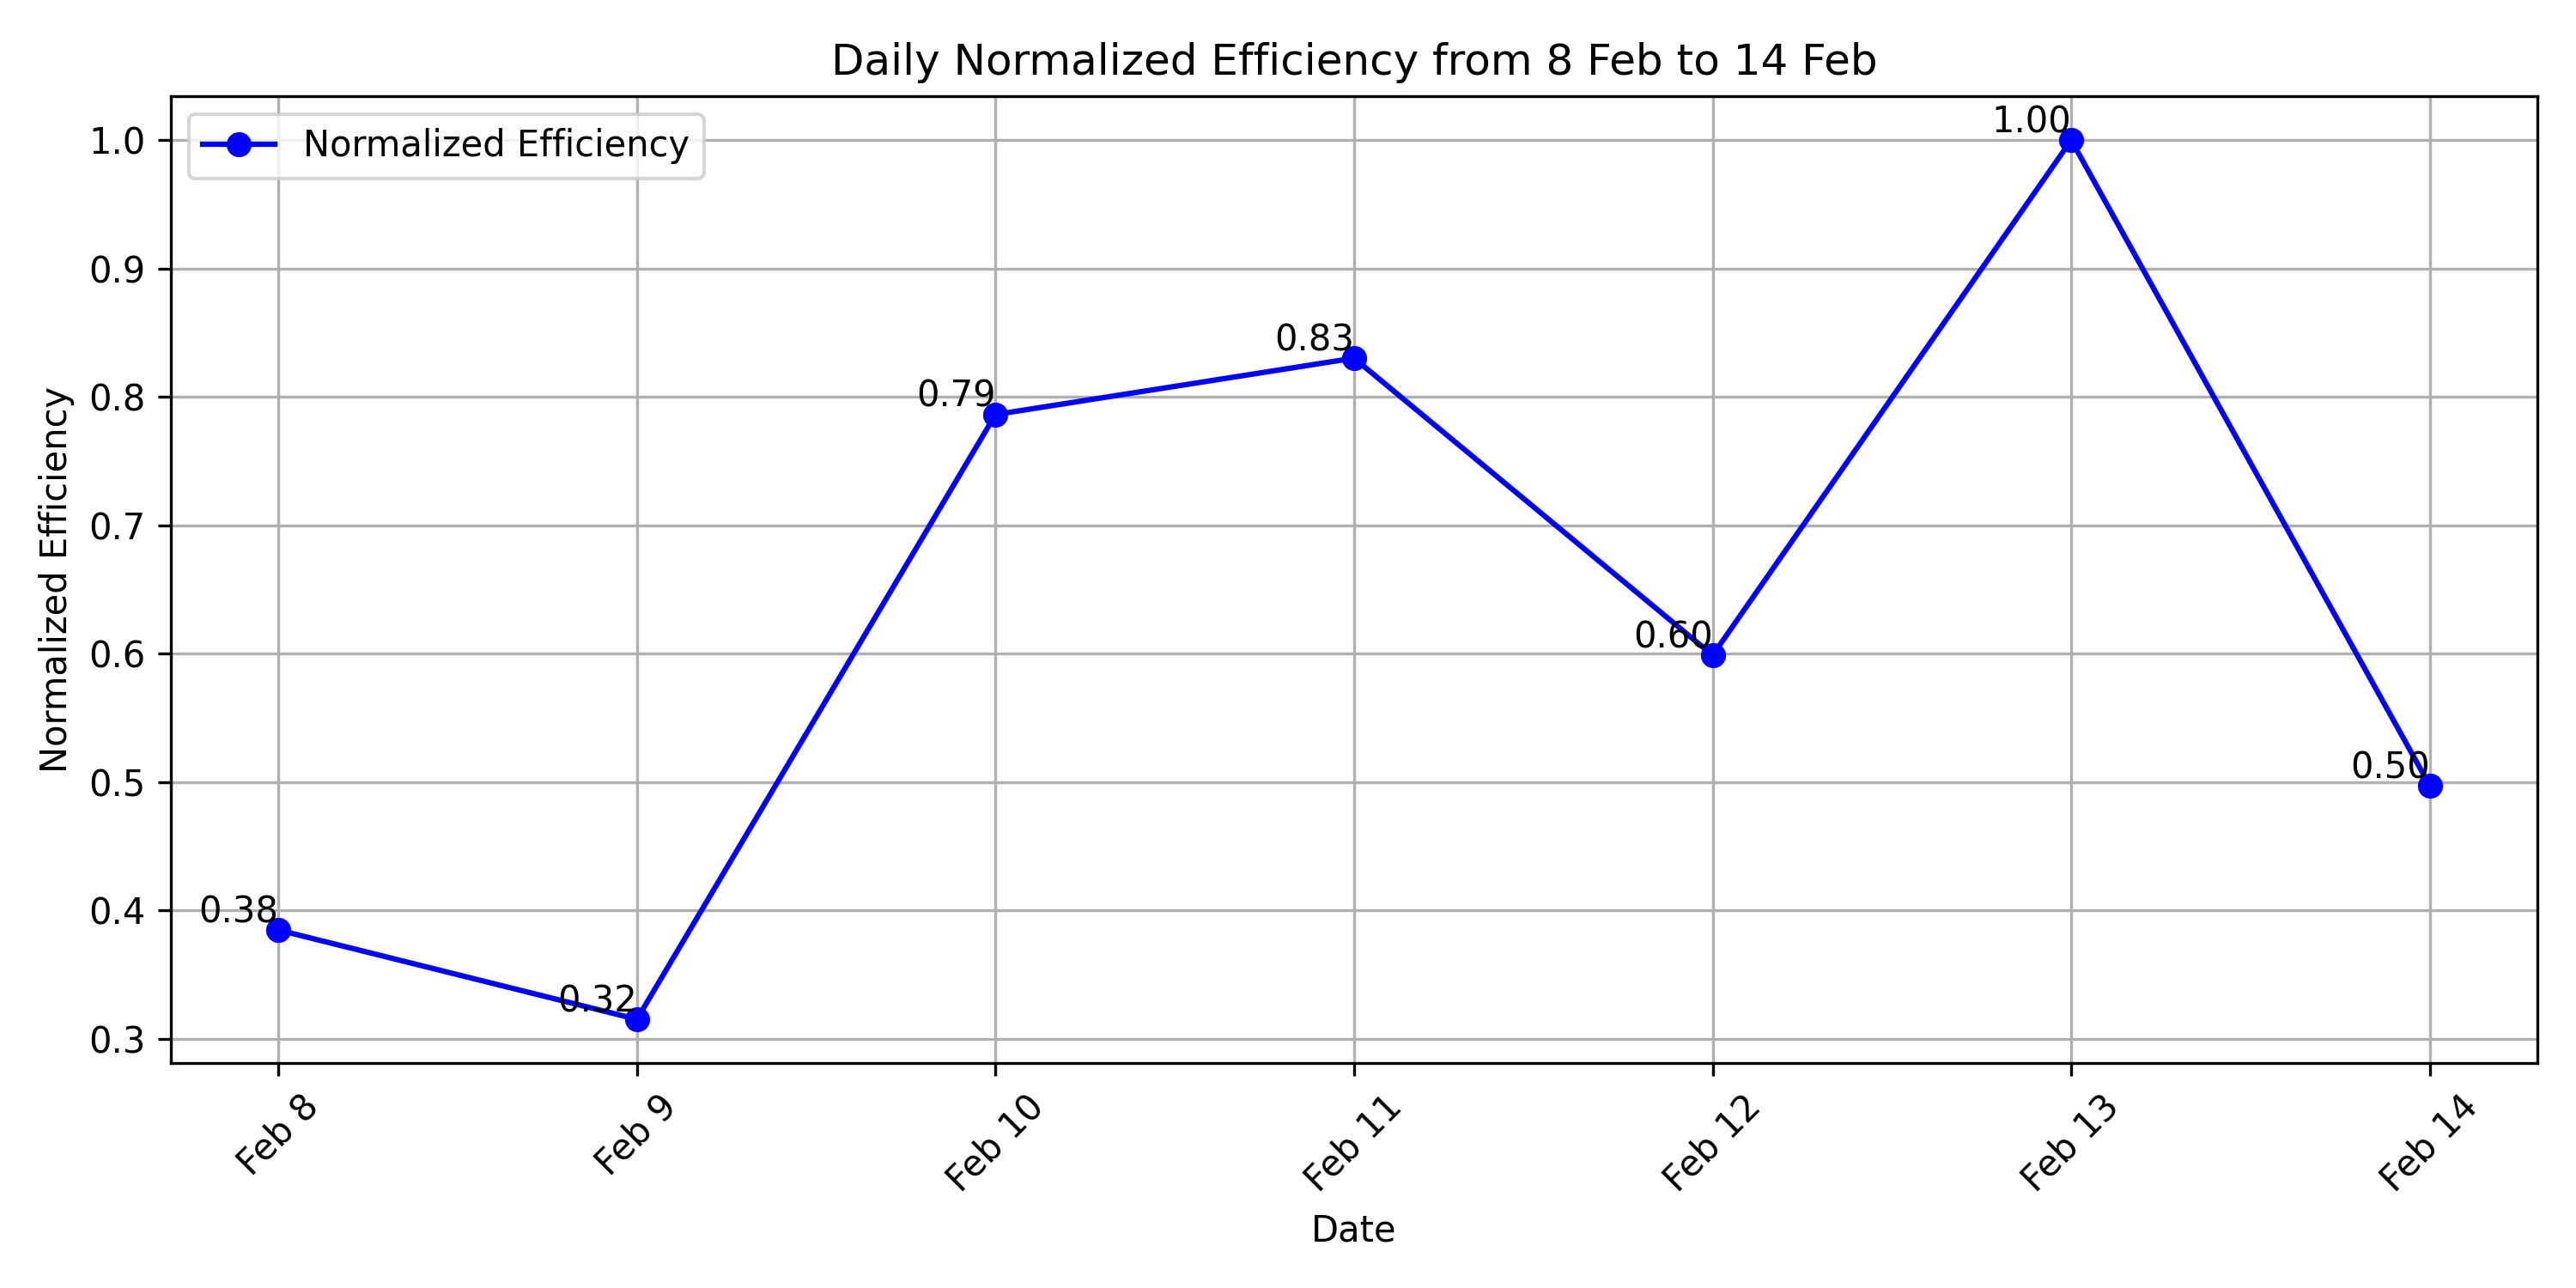 Daily Normalized Efficiency from 8 Feb to 14 Feb
Normalized Efficiency
1.0
0.9
0.8
0.7
0.6
0.5
0.4
0.3
Normalized Efficiency
0.38
0.32
0.79
0.83
0.60
1.00
0.50
Feb 8
Feb 9
Feb 10
Feb 11
Feb 12
Feb 13
Feb 14
Date